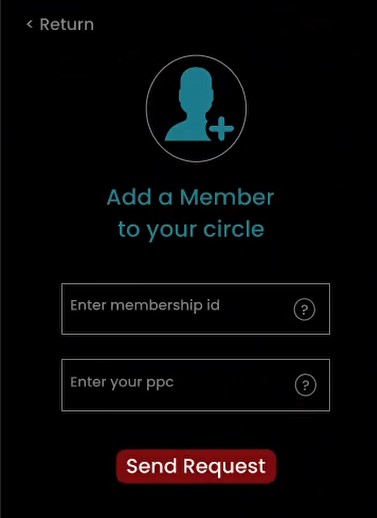 < Return
Add a Member
to your circle
Enter membership id
?
Enter your ppc
?
Send Request